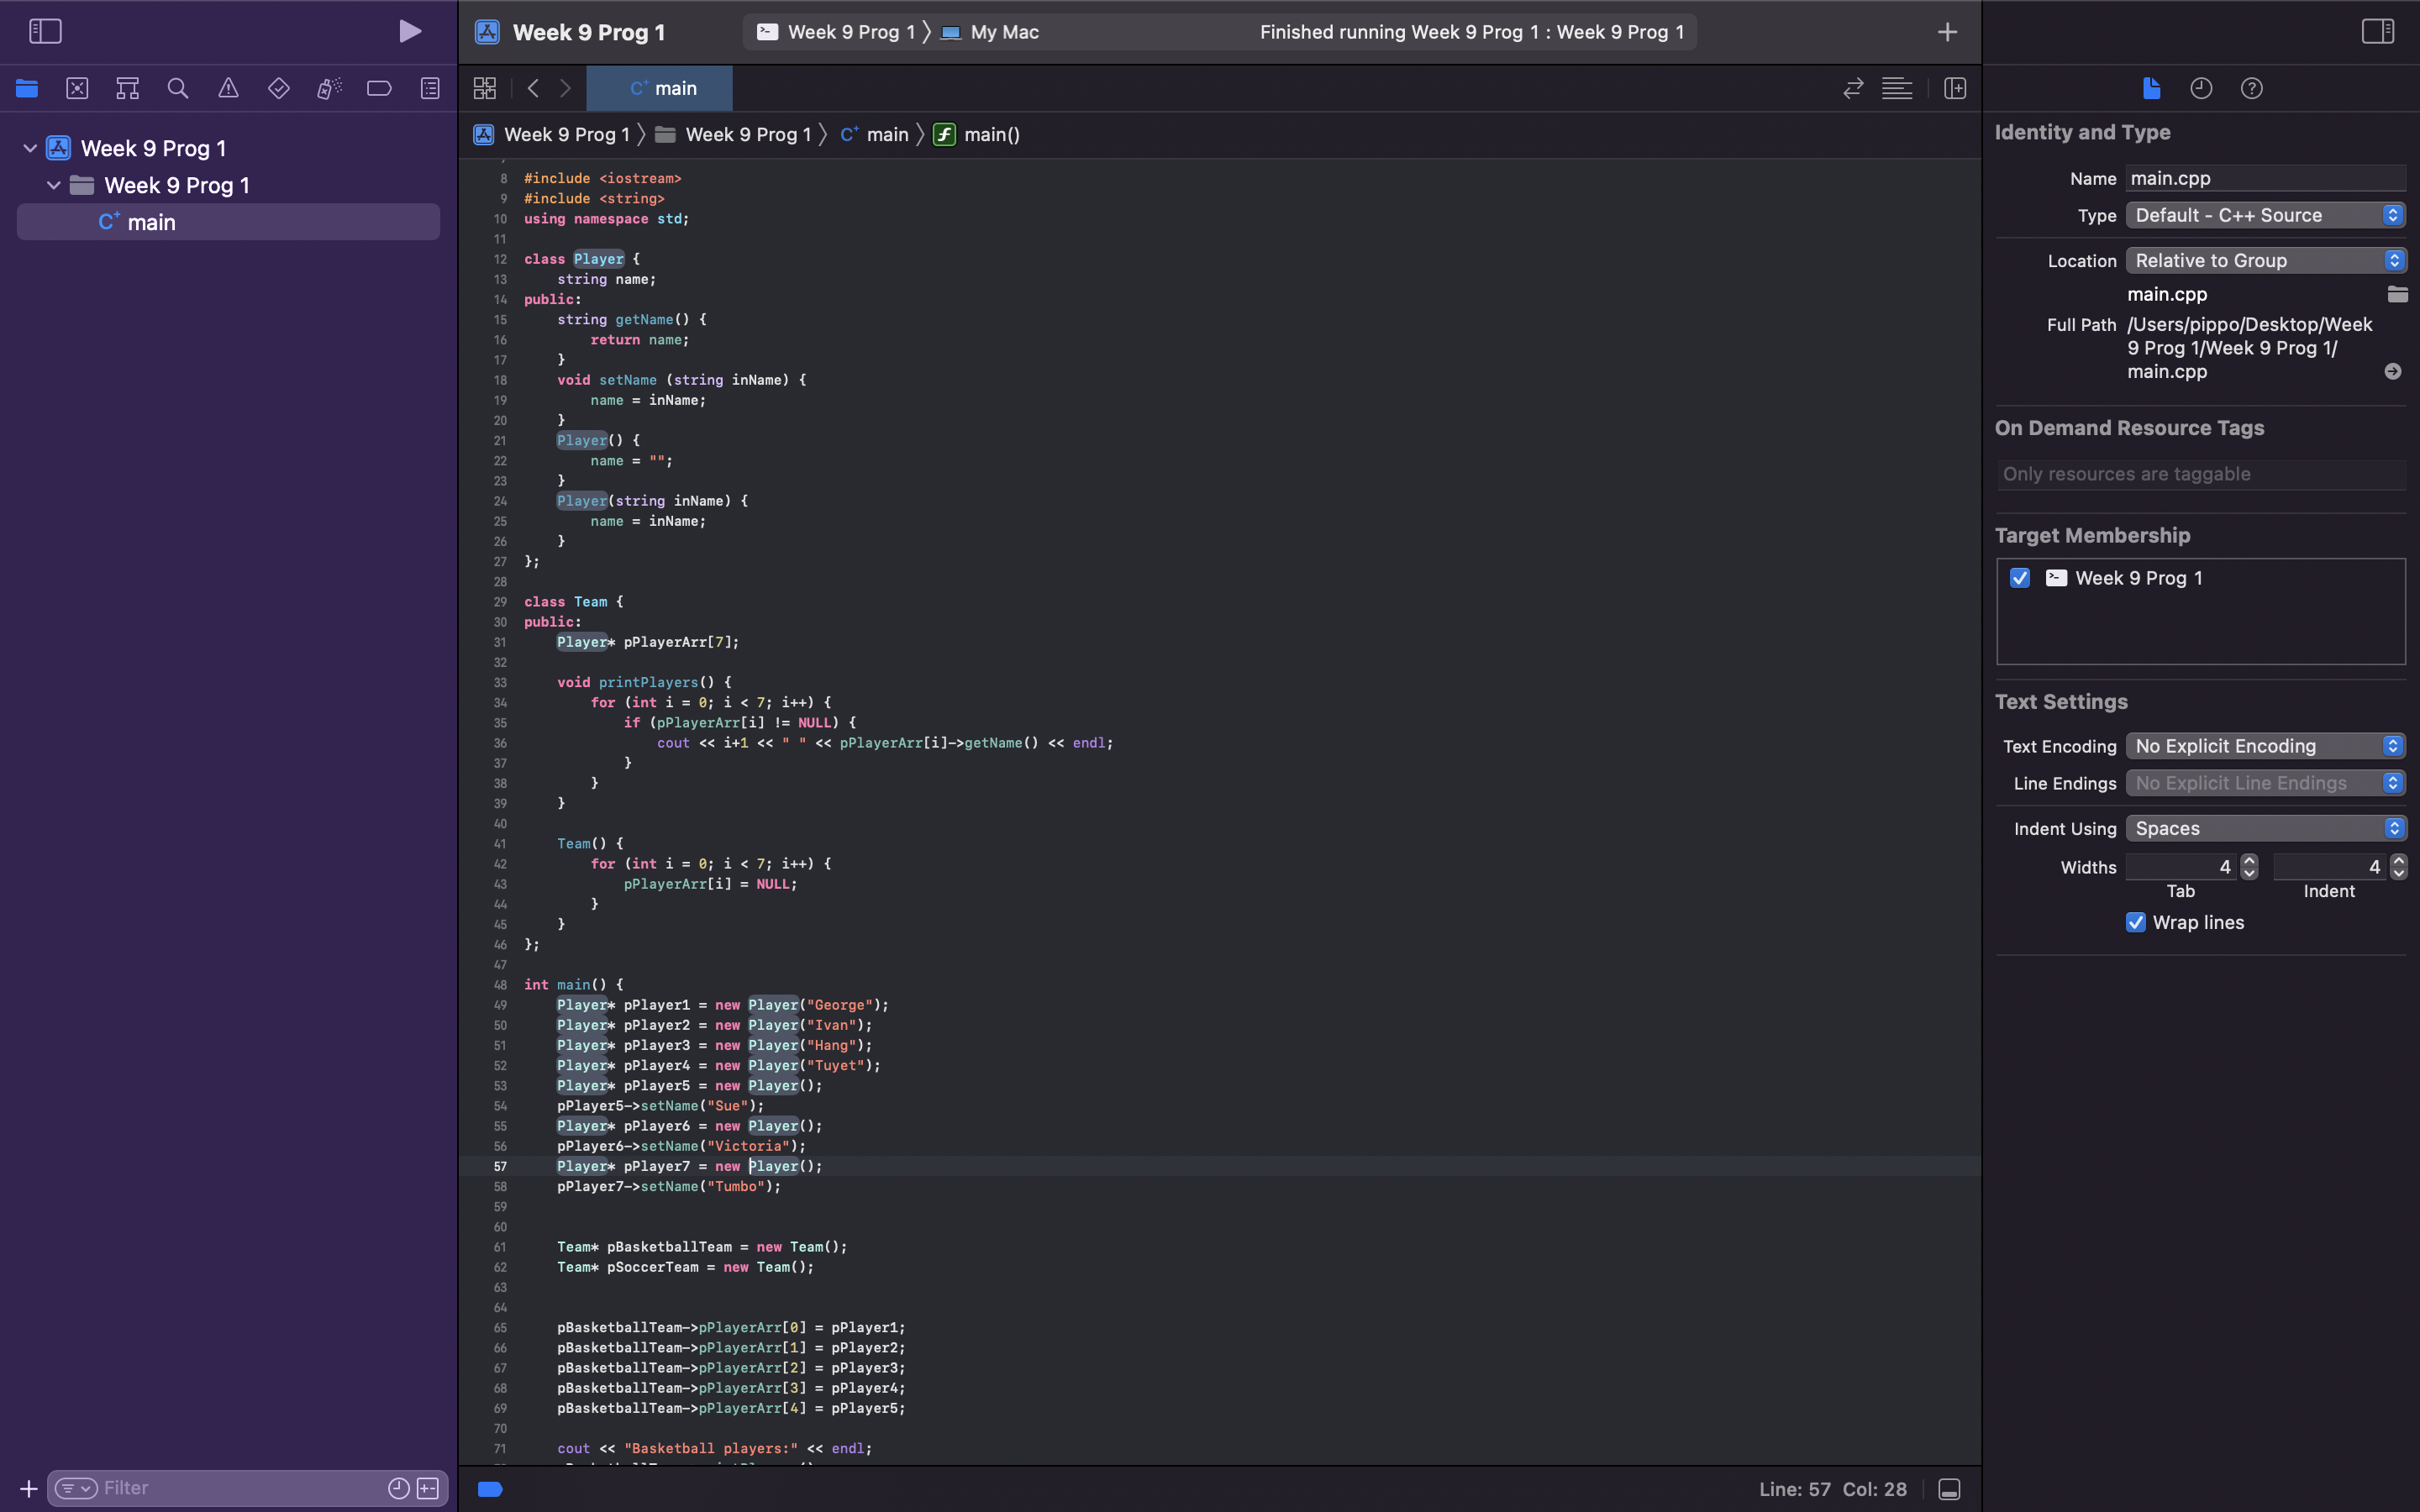 Week 9 Prog 1
Week 9 Prog 1 〉 My Mac
Finished running Week 9 Prog 1 : Week 9 Prog 1
main
Week 9 Prog 1 〉 Week 9 Prog 1 〉 C+ main 〉 f main()
Week 9 Prog 1
Week 9 Prog 1
C+ main
8 #include <iostream>
9 #include <string>
10 using namespace std;
11
12 class Player {
13     string name;
14 public:
15     string getName() {
16         return name;
17     }
18     void setName (string inName) {
19         name = inName;
20     }
21     Player() {
22         name = "";
23     }
24     Player(string inName) {
25         name = inName;
26     }
27 };
28
29 class Team {
30 public:
31     Player* pPlayerArr[7];
32
33     void printPlayers() {
34         for (int i = 0; i < 7; i++) {
35             if (pPlayerArr[i] != NULL) {
36                 cout << i+1 << " " << pPlayerArr[i]->getName() << endl;
37             }
38         }
39     }
40
41     Team() {
42         for (int i = 0; i < 7; i++) {
43             pPlayerArr[i] = NULL;
44         }
45     }
46 };
47
48 int main() {
49     Player* pPlayer1 = new Player("George");
50     Player* pPlayer2 = new Player("Ivan");
51     Player* pPlayer3 = new Player("Hang");
52     Player* pPlayer4 = new Player("Tuyet");
53     Player* pPlayer5 = new Player();
54     pPlayer5->setName("Sue");
55     Player* pPlayer6 = new Player();
56     pPlayer6->setName("Victoria");
57     Player* pPlayer7 = new Player();
58     pPlayer7->setName("Tumbo");
59
60
61     Team* pBasketballTeam = new Team();
62     Team* pSoccerTeam = new Team();
63
64
65     pBasketballTeam->pPlayerArr[0] = pPlayer1;
66     pBasketballTeam->pPlayerArr[1] = pPlayer2;
67     pBasketballTeam->pPlayerArr[2] = pPlayer3;
68     pBasketballTeam->pPlayerArr[3] = pPlayer4;
69     pBasketballTeam->pPlayerArr[4] = pPlayer5;
70
71     cout << "Basketball players:" << endl;
Filter
Line: 57 Col: 28
Identity and Type
Name main.cpp
Type Default - C++ Source
Location Relative to Group
main.cpp
Full Path /Users/pippo/Desktop/Week
9 Prog 1/Week 9 Prog 1/
main.cpp
On Demand Resource Tags
Only resources are taggable
Target Membership
Week 9 Prog 1
Text Settings
Text Encoding No Explicit Encoding
Line Endings No Explicit Line Endings
Indent Using Spaces
Widths 4 4
Tab Indent
Wrap lines